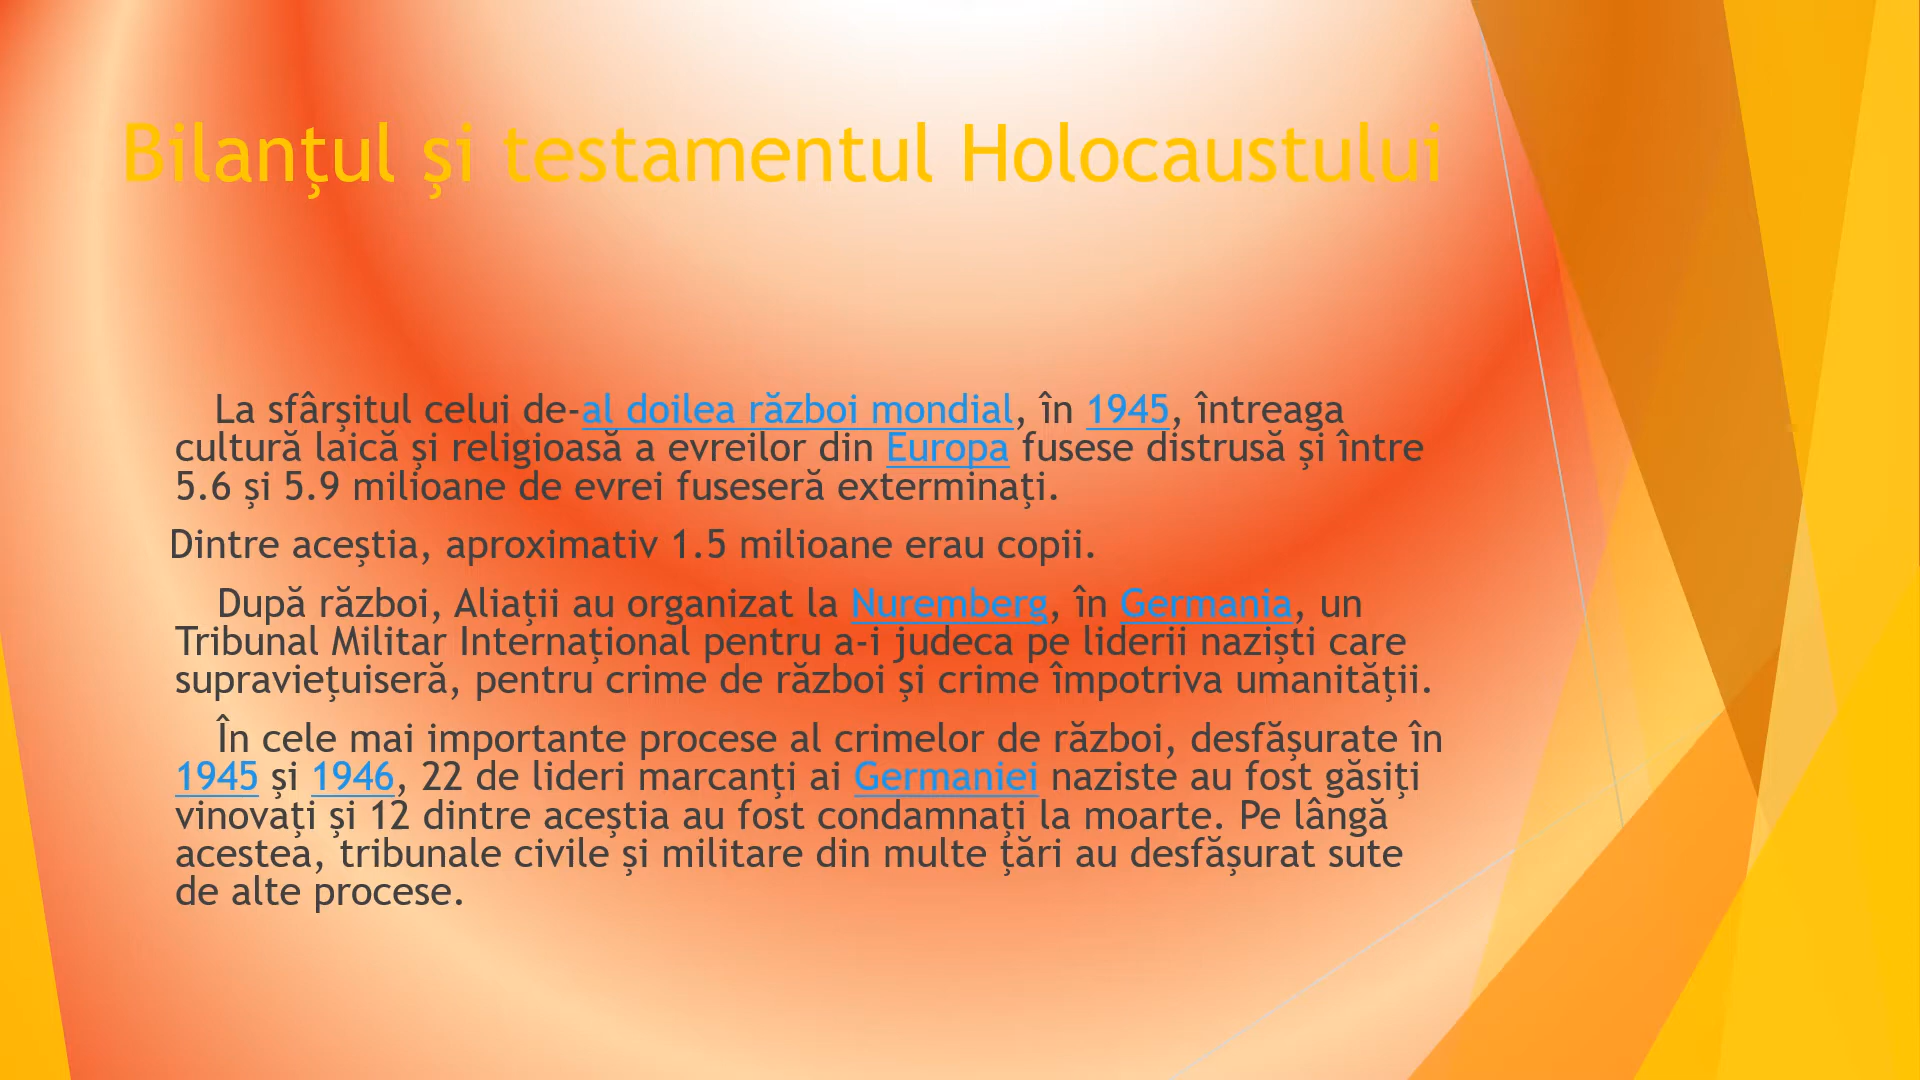 Bilanţul şi testamentul Holocaustului
La sfârşitul celui de-al doilea război mondial, în 1945, întreaga
cultură laică şi religioasă a evreilor din Europa fusese distrusă şi între
5.6 şi 5.9 milioane de evrei fuseseră exterminaţi.
Dintre aceştia, aproximativ 1.5 milioane erau copii.
După război, Aliaţii au organizat la Nuremberg, în Germania, un
Tribunal Militar Internaţional pentru a-i judeca pe liderii nazişti care
supravieţuiseră, pentru crime de război şi crime împotriva umanităţii.
În cele mai importante procese al crimelor de război, desfăşurate în
1945 şi 1946, 22 de lideri marcanţi ai Germaniei naziste au fost găsiţi
vinovaţi şi 12 dintre aceştia au fost condamnaţi la moarte. Pe lângă
acestea, tribunale civile şi militare din multe ţări au desfăşurat sute
de alte procese.